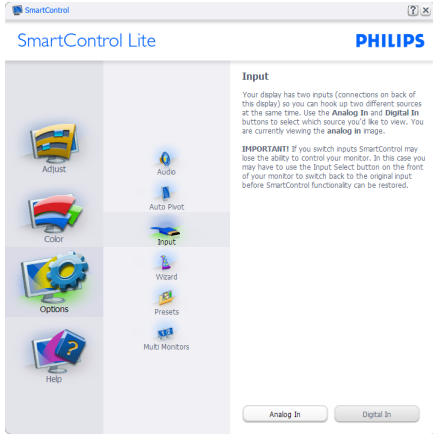 SmartControl
SmartControl Lite
PHILIPS
Adjust
Color
Options
Help
Audio
Auto Pivot
Input
Wizard
Presets
Multi Monitors
Input
Your display has two inputs (connections on back of
this display) so you can hook up two different sources
at the same time. Use the Analog In and Digital In
buttons to select which source you'd like to view. You
are currently viewing the analog in image.
IMPORTANT! If you switch inputs SmartControl may
lose the ability to control your monitor. In this case you
may have to use the Input Select button on the front
of your monitor to switch back to the original input
before SmartControl functionality can be restored.
Analog In
Digital In